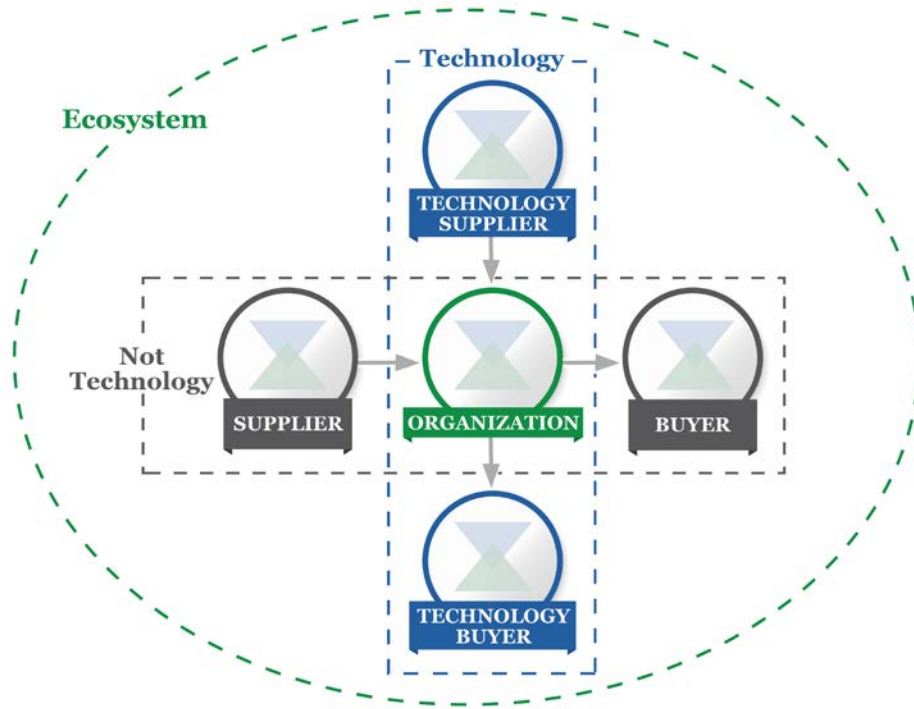 Technology
Ecosystem
TECHNOLOGY
SUPPLIER
Not
Technology
SUPPLIER
ORGANIZATION
BUYER
TECHNOLOGY
BUYER